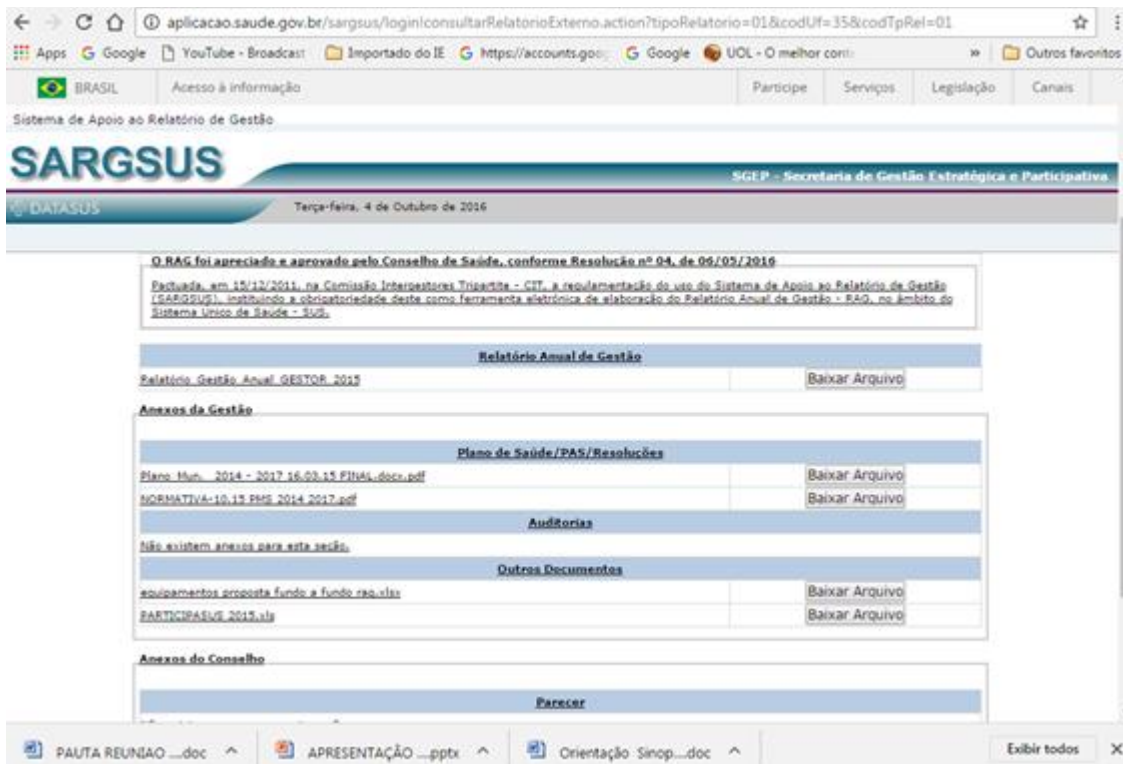 aplicacao.saude.gov.br/sargsus/login!consultarRelatorioExterno.action?tipoRelatorio=01&codUf=35&codTpRel=01
Apps Google YouTube - Broadcast Importado do IE https://accounts.goo Google UOL - O melhor cont » Outros favoritos
BRASIL Acesso à informação Participe Serviços Legislação Canais
Sistema de Apoio ao Relatório de Gestão
SARGSUS
SGEP - Secretaria de Gestão Estratégica e Participativa
DATASUS Terça-feira, 4 de Outubro de 2016
O RAG foi apreciado e aprovado pelo Conselho de Saúde, conforme Resolução nº 04, de 06/05/2016
Pactuada, em 15/12/2011, na Comissão Intergestores Tripartite - CIT, a regulamentação do uso do Sistema de Apoio ao Relatório de Gestão
(SARGSUS), instituindo a obrigatoriedade deste como ferramenta eletrônica de elaboração do Relatório Anual de Gestão - RAG, no âmbito do
Sistema Único de Saúde - SUS.
Relatório Anual de Gestão
Relatório Gestão Anual GESTOR 2015 Baixar Arquivo
Anexos da Gestão
Plano de Saúde/PAS/Resoluções
Plano Mun. 2014 - 2017 16.03.15 FINAL.docx.pdf Baixar Arquivo
NORMATIVA-10.15 PMS 2014 2017.pdf Baixar Arquivo
Auditorias
Não existem anexos para esta seção.
Outros Documentos
equipamentos proposta fundo a fundo rag.xlsx Baixar Arquivo
PARTICIPASUS 2015.xls Baixar Arquivo
Anexos do Conselho
Parecer
PAUTA REUNIAO ....doc APRESENTAÇÃO ....pptx Orientação Sinop....doc Exibir todos